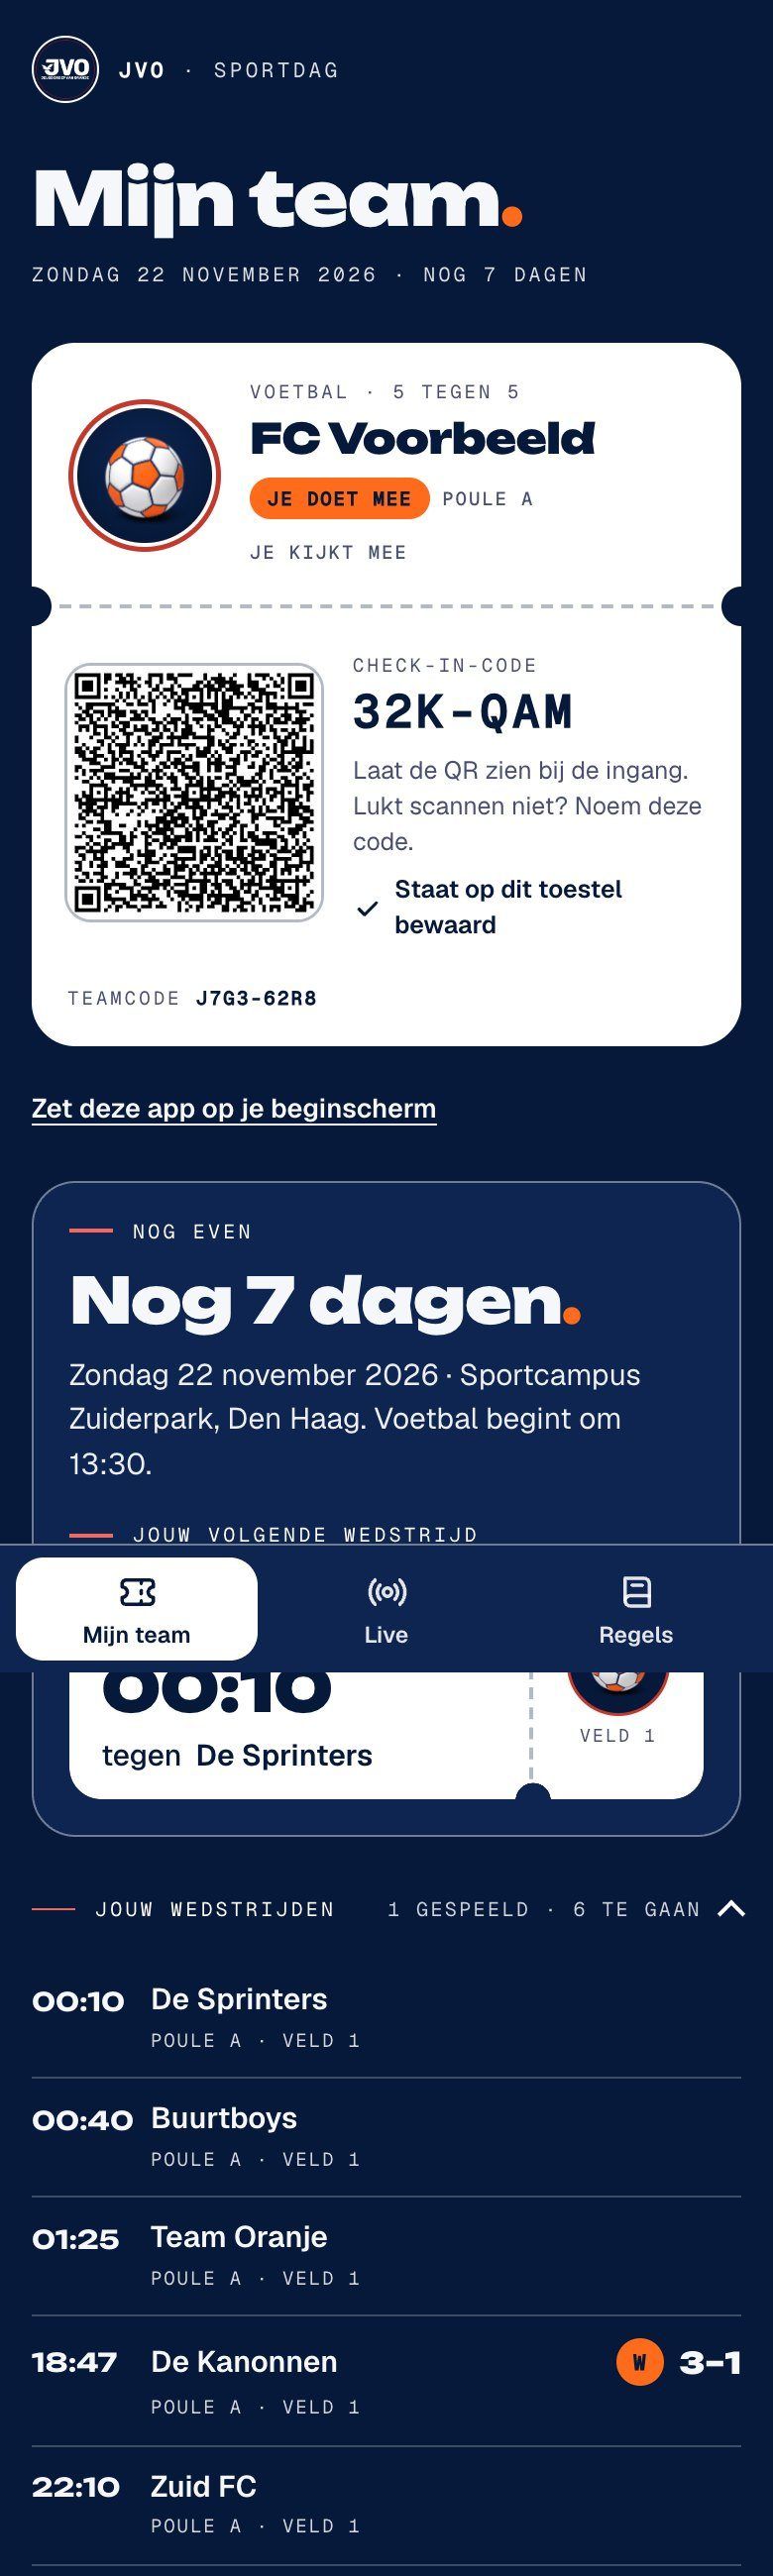 JVO
JVO · SPORTDAG
Mijn team.
ZONDAG 22 NOVEMBER 2026 · NOG 7 DAGEN
VOETBAL · 5 TEGEN 5
FC Voorbeeld
JE DOET MEE POULE A
JE KIJKT MEE
CHECK-IN-CODE
32K-QAM
Laat de QR zien bij de ingang.
Lukt scannen niet? Noem deze
code.
Staat op dit toestel
bewaard
TEAMCODE J7G3-62R8
Zet deze app op je beginscherm
NOG EVEN
Nog 7 dagen.
Zondag 22 november 2026 · Sportcampus
Zuiderpark, Den Haag. Voetbal begint om
13:30.
JOUW VOLGENDE WEDSTRIJD
Mijn team Live Regels
00:10
VELD 1
tegen De Sprinters
JOUW WEDSTRIJDEN 1 GESPEELD · 6 TE GAAN
00:10 De Sprinters
POULE A · VELD 1
00:40 Buurtboys
POULE A · VELD 1
01:25 Team Oranje
POULE A · VELD 1
18:47 De Kanonnen W 3–1
POULE A · VELD 1
22:10 Zuid FC
POULE A · VELD 1